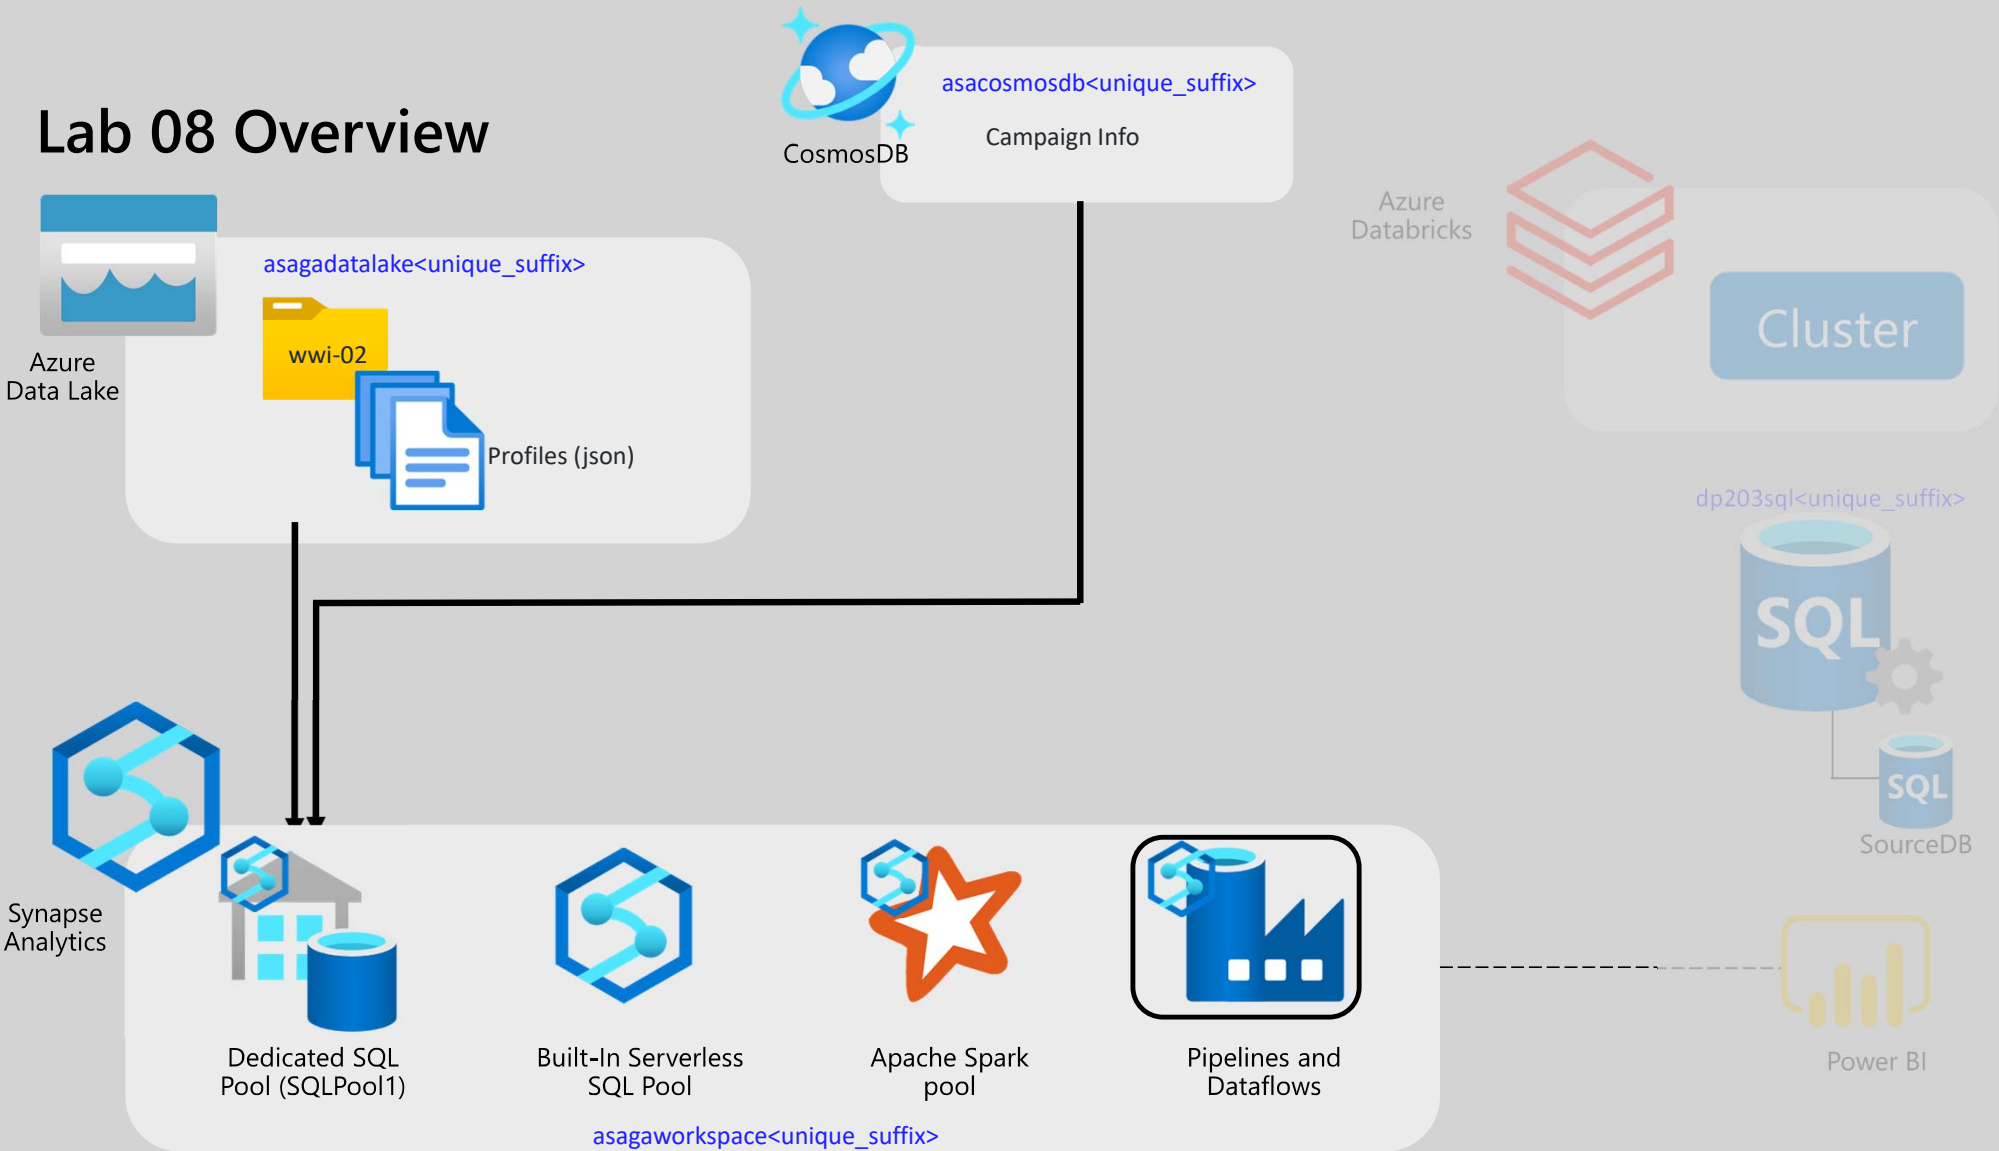 Lab 08 Overview
CosmosDB
asacosmosdb<unique_suffix>
Campaign Info
Azure
Data Lake
asagadatalake<unique_suffix>
wwi-02
Profiles (json)
Azure
Databricks
Cluster
dp203sql<unique_suffix>
SQL
SQL
SourceDB
Synapse
Analytics
Dedicated SQL
Pool (SQLPool1)
Built-In Serverless
SQL Pool
Apache Spark
pool
Pipelines and
Dataflows
asagaworkspace<unique_suffix>
Power BI